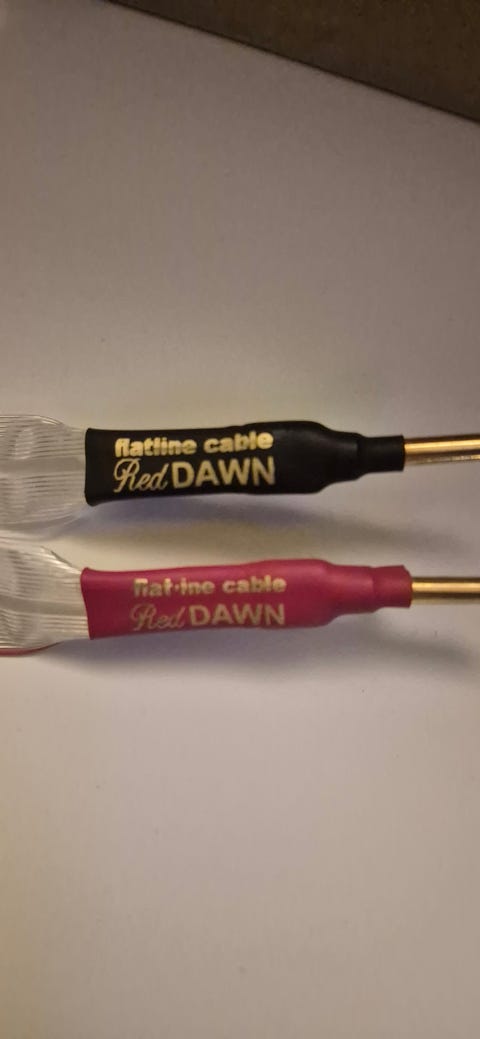 flatline cable
Red DAWN
flat·ine cable
Red DAWN